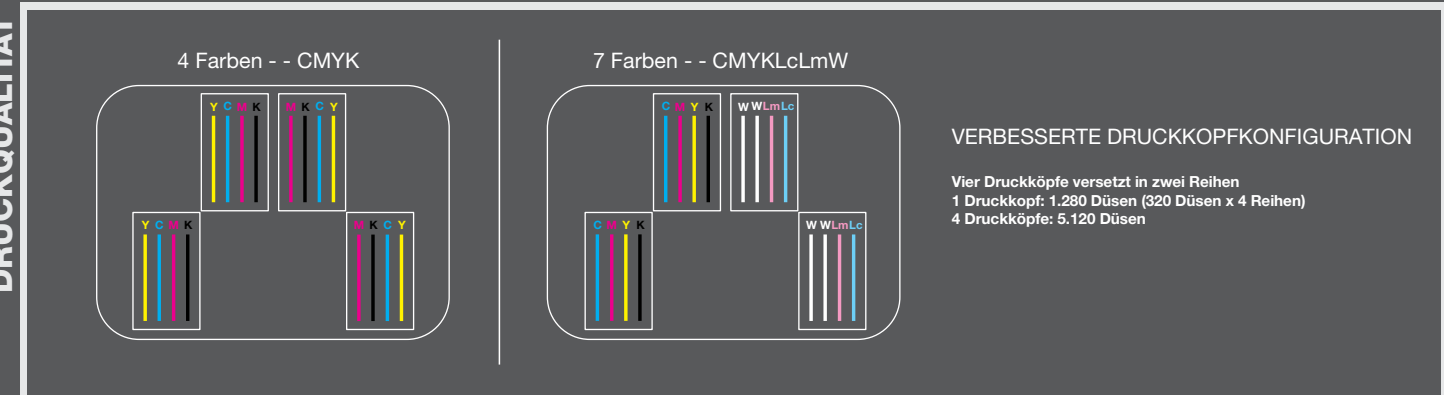 DRUCKQUALITÄT
4 Farben - - CMYK
Y C M K
M K C Y
Y C M K
M K C Y
7 Farben - - CMYKLcLmW
C M Y K
W W Lm Lc
C M Y K
W W Lm Lc
VERBESSERTE DRUCKKOPFKONFIGURATION
Vier Druckköpfe versetzt in zwei Reihen
1 Druckkopf: 1.280 Düsen (320 Düsen x 4 Reihen)
4 Druckköpfe: 5.120 Düsen